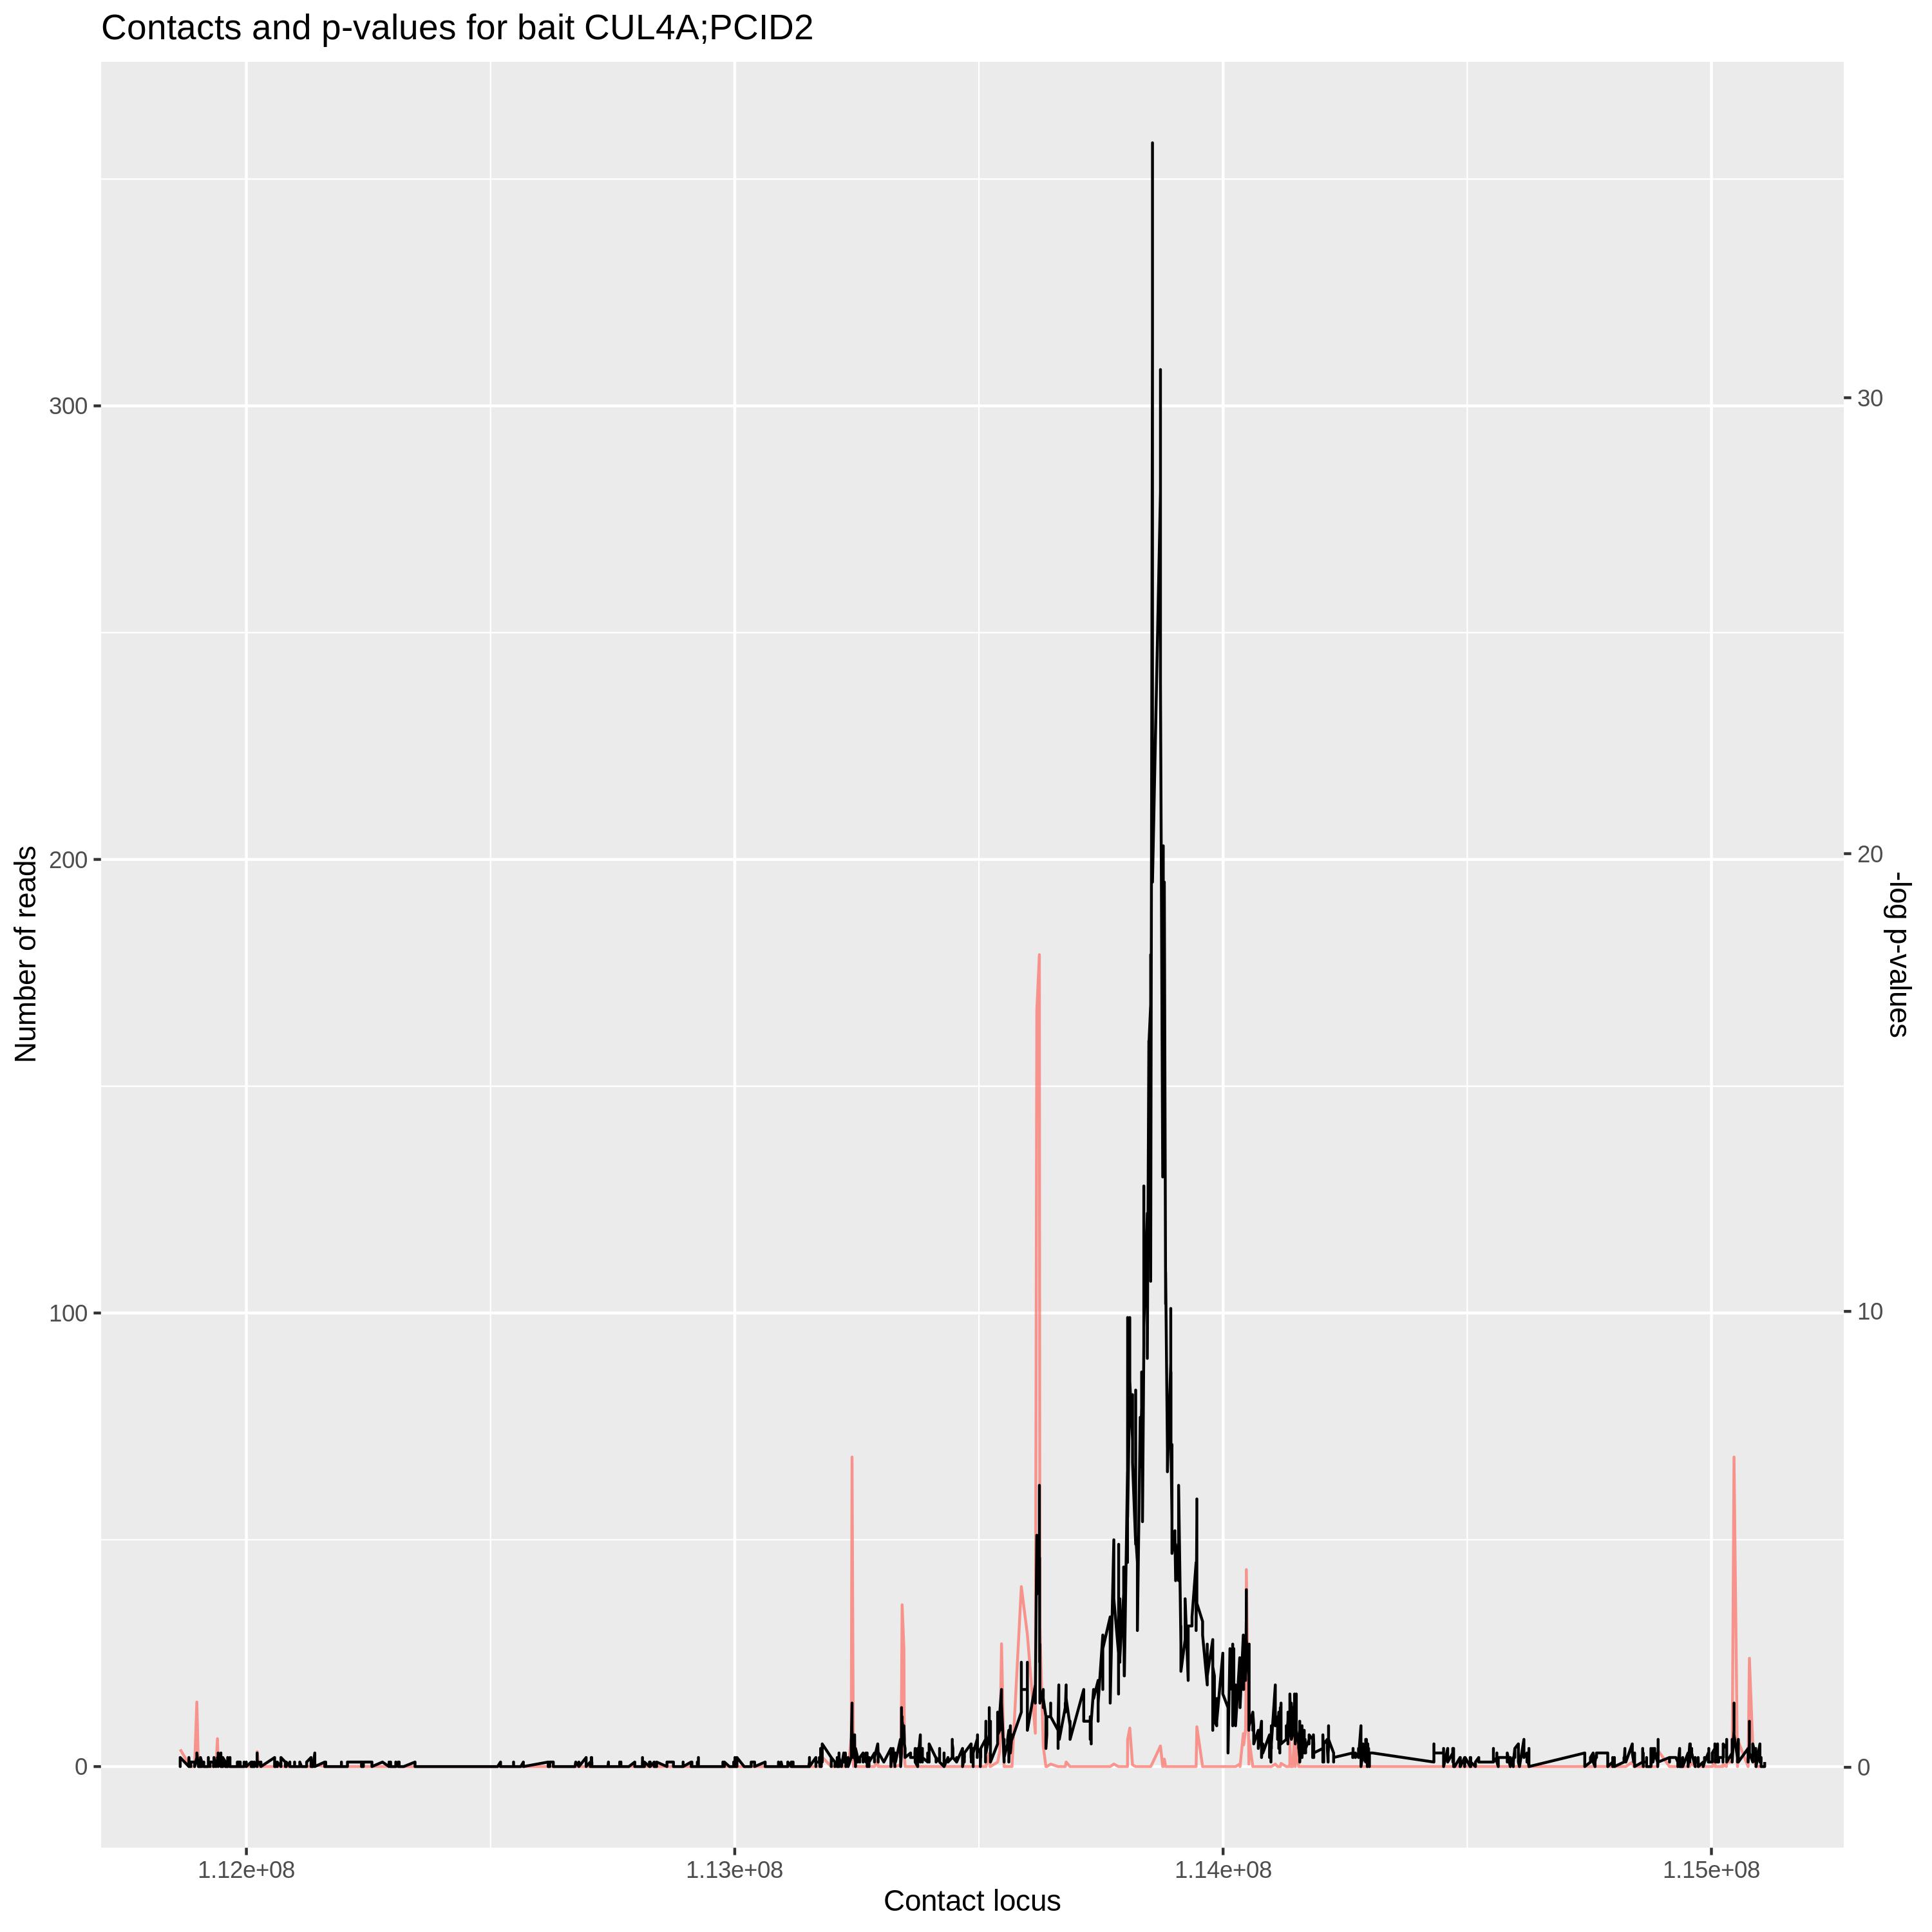 Contacts and p-values for bait CUL4A;PCID2
Number of reads
300
200
100
0
30
20
10
0
-log p-values
1.12e+08
1.13e+08
1.14e+08
1.15e+08
Contact locus